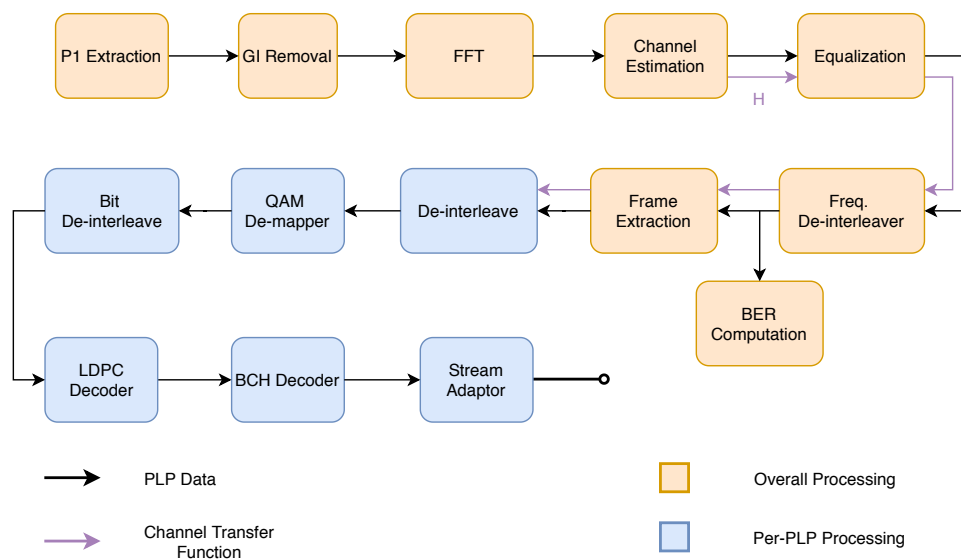 P1 Extraction
GI Removal
FFT
Channel
Estimation
Equalization
H
Bit
De-interleave
QAM
De-mapper
De-interleave
Frame
Extraction
Freq.
De-interleaver
BER
Computation
LDPC
Decoder
BCH Decoder
Stream
Adaptor
PLP Data
Overall Processing
Channel Transfer
Function
Per-PLP Processing